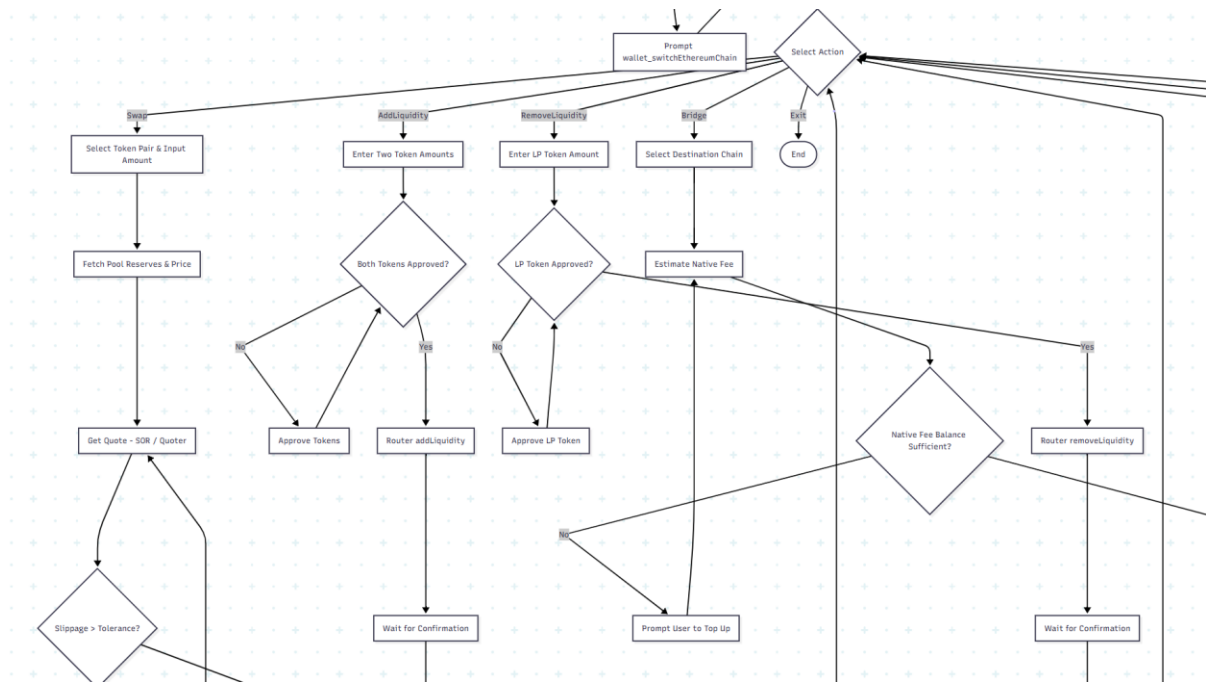 Prompt
wallet_switchEthereumChain
Select Action
Swap
AddLiquidity
RemoveLiquidity
Bridge
Exit
Select Token Pair & Input
Amount
Enter Two Token Amounts
Enter LP Token Amount
Select Destination Chain
End
Fetch Pool Reserves & Price
Both Tokens Approved?
LP Token Approved?
Estimate Native Fee
No
Yes
No
Yes
Get Quote - SOR / Quoter
Approve Tokens
Router addLiquidity
Approve LP Token
Native Fee Balance
Sufficient?
Router removeLiquidity
No
Slippage > Tolerance?
Wait for Confirmation
Prompt User to Top Up
Wait for Confirmation